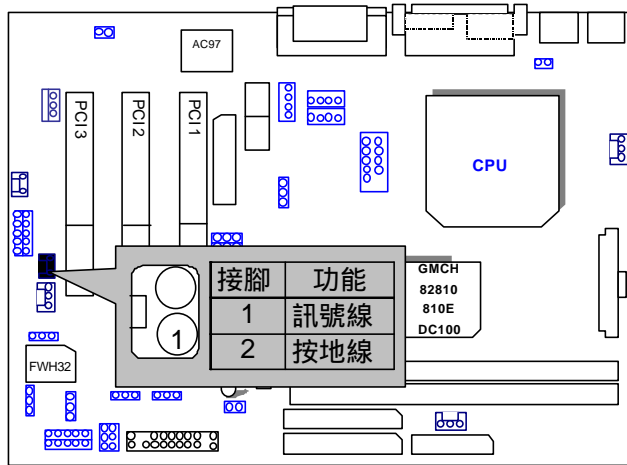 AC97
PCI3
PCI2
PCI1
CPU
GMCH
82810
810E
DC100
接腳 功能
1 訊號線
2 按地線
1
FWH32